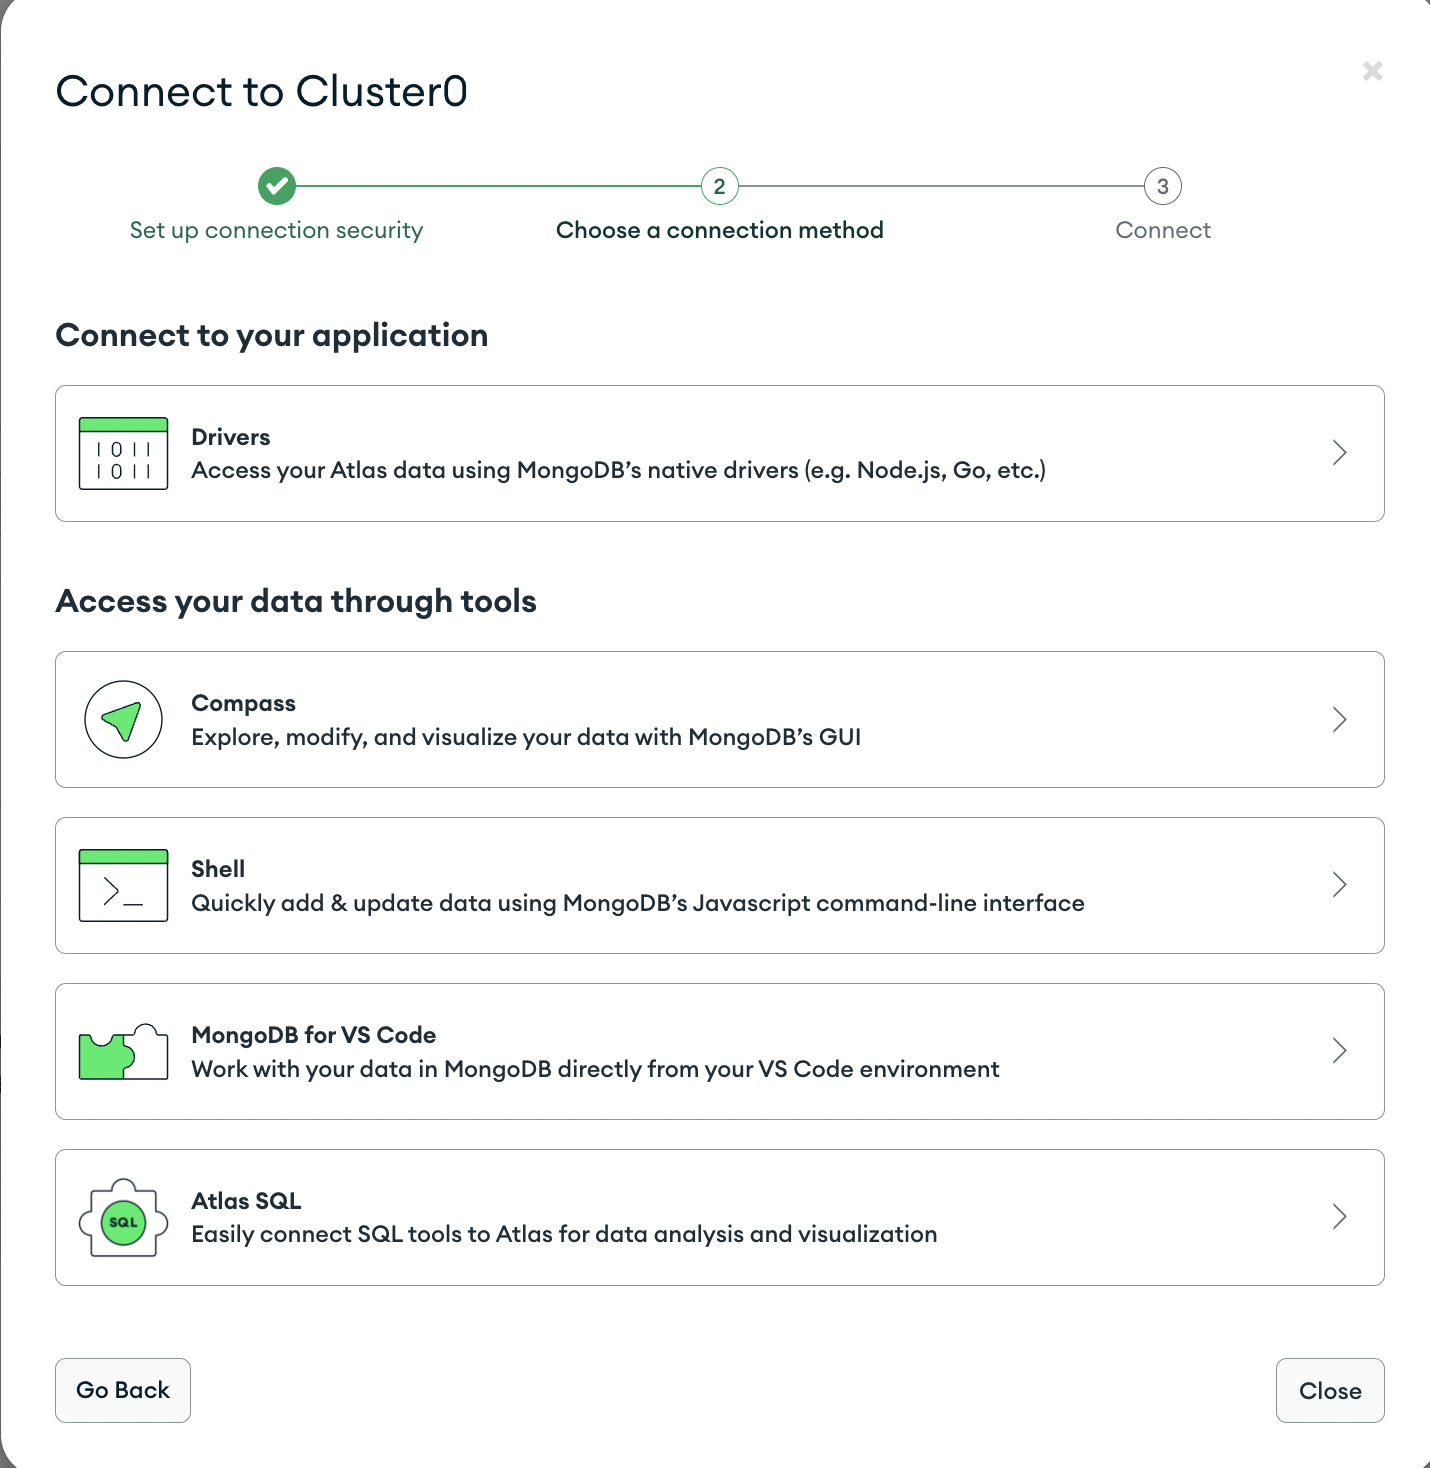 Connect to Cluster0
2
3
Set up connection security
Choose a connection method
Connect
Connect to your application
1011
1011
Drivers
Access your Atlas data using MongoDB’s native drivers (e.g. Node.js, Go, etc.)
Access your data through tools
Compass
Explore, modify, and visualize your data with MongoDB’s GUI
>_
Shell
Quickly add & update data using MongoDB’s Javascript command-line interface
MongoDB for VS Code
Work with your data in MongoDB directly from your VS Code environment
SQL
Atlas SQL
Easily connect SQL tools to Atlas for data analysis and visualization
Go Back
Close